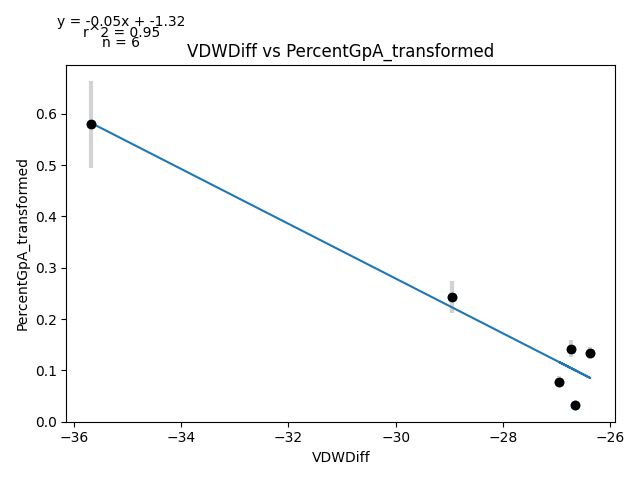 y = -0.05x + -1.32
r^2 = 0.95
n = 6
VDWDiff vs PercentGpA_transformed
PercentGpA_transformed
0.6
0.5
0.4
0.3
0.2
0.1
0.0
−36 −34 −32 −30 −28 −26
VDWDiff